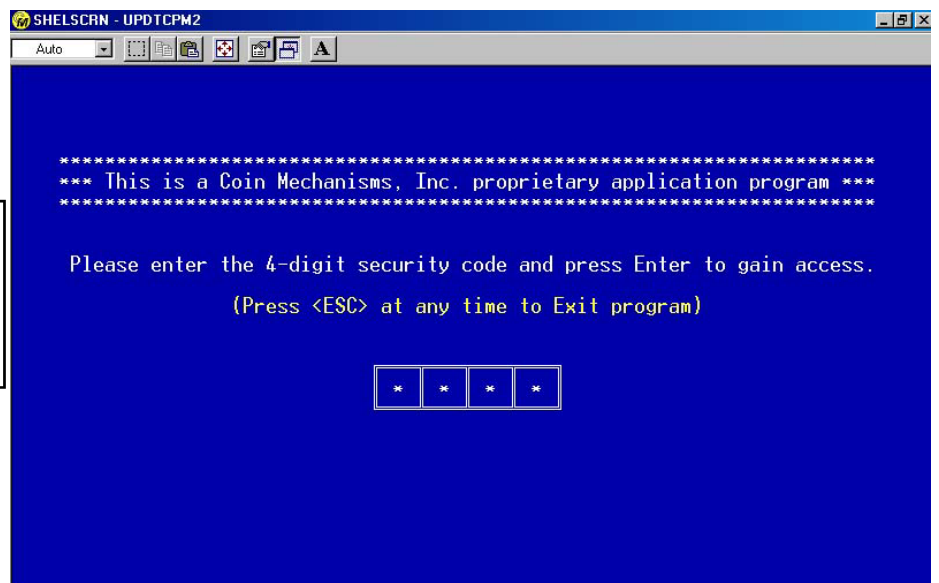 SHELSCRN - UPDTCPM2
Auto
A
***********************************************************************
*** This is a Coin Mechanisms, Inc. proprietary application program ***
***********************************************************************
Please enter the 4-digit security code and press Enter to gain access.
(Press <ESC> at any time to Exit program)
* * * *